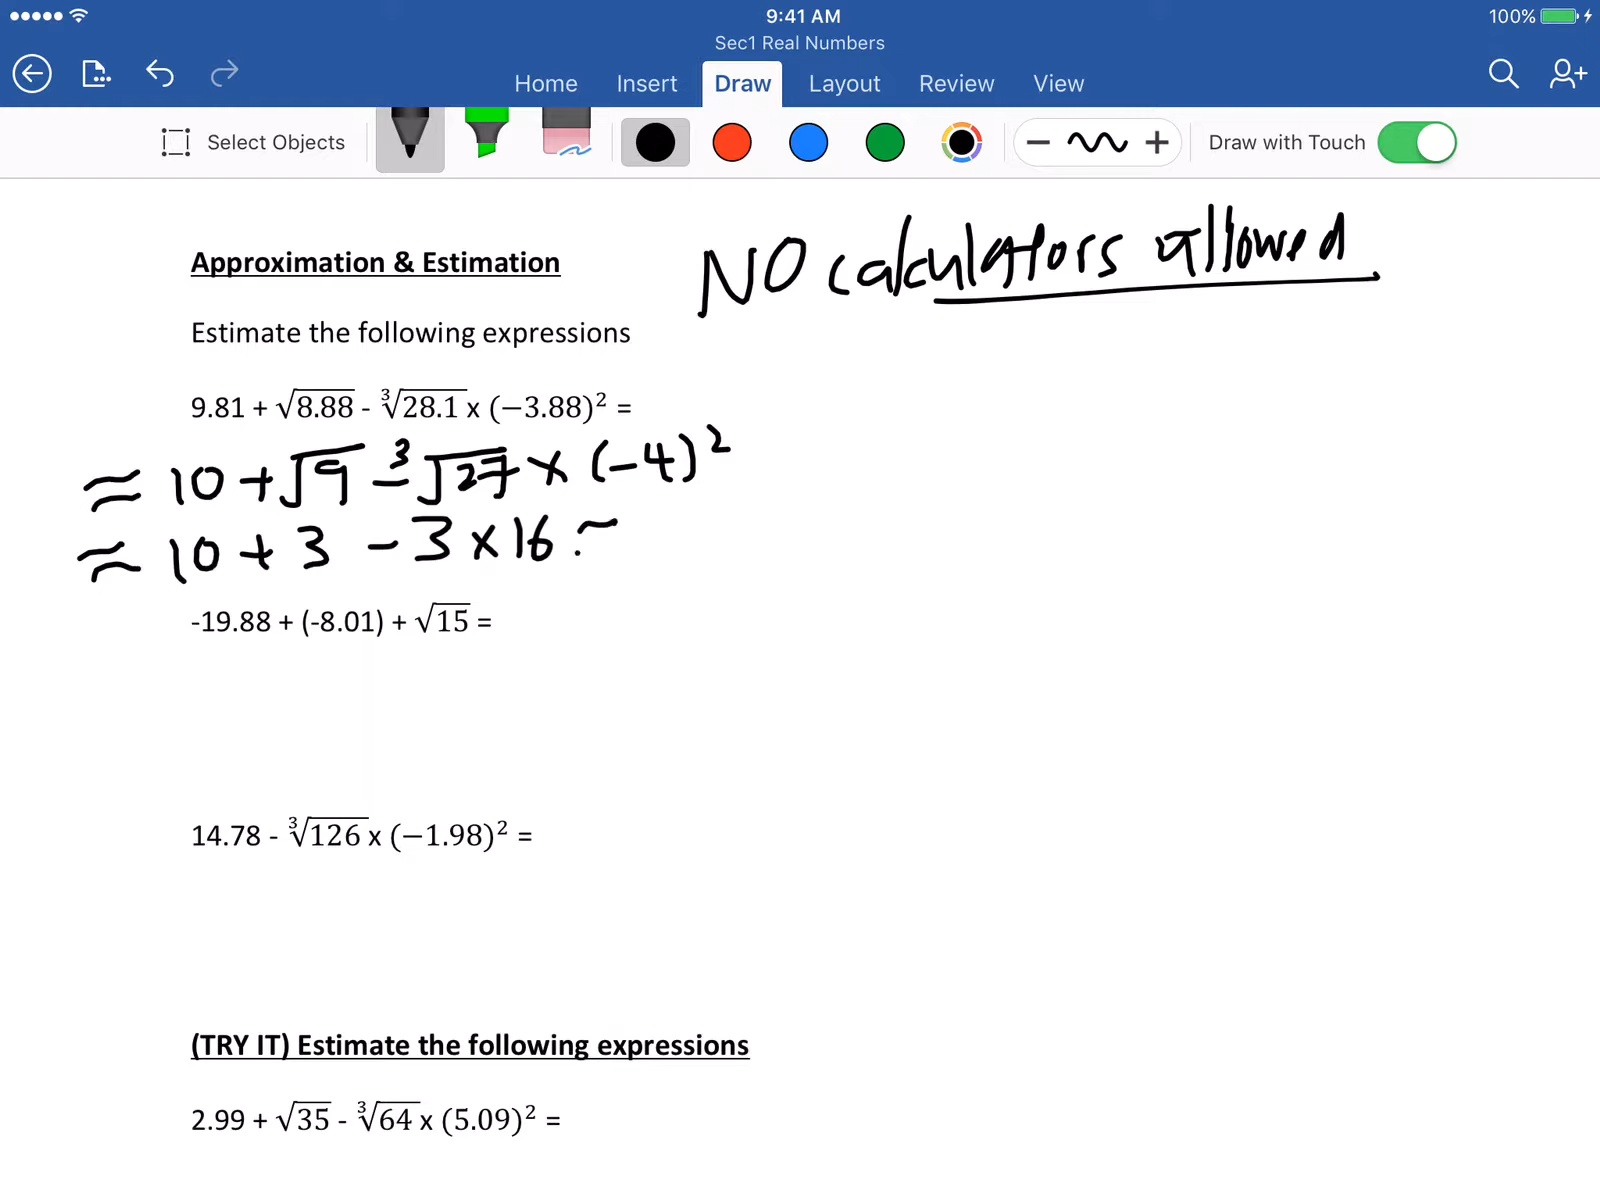 9:41 AM
100%
Sec1 Real Numbers
Home Insert Draw Layout Review View
Select Objects
Draw with Touch
NO calculators allowed
Approximation & Estimation
Estimate the following expressions
9.81 + √8.88 - ∛28.1 x (−3.88)² =
≈ 10 + √9 - ∛27 × (-4)²
≈ 10 + 3 - 3 × 16
-19.88 + (-8.01) + √15 =
14.78 - ∛126 x (−1.98)² =
(TRY IT) Estimate the following expressions
2.99 + √35 - ∛64 x (5.09)² =